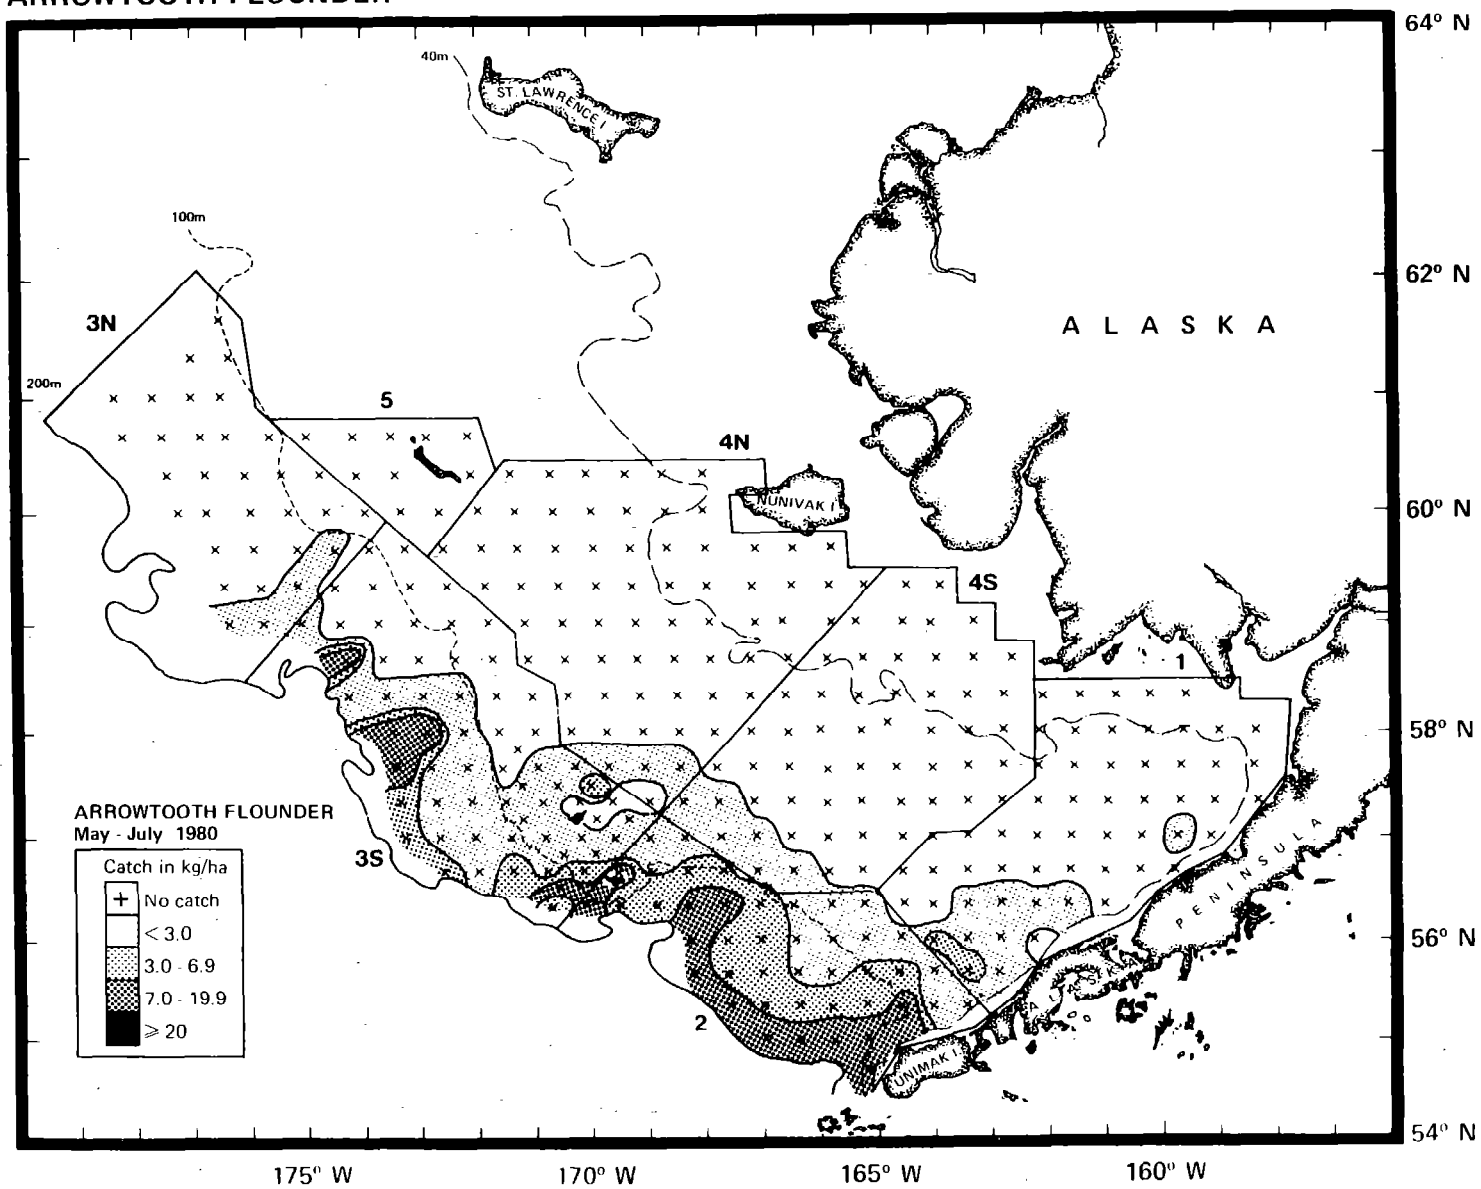 ARROWTOOTH FLOUNDER
64° N
40m
ST. LAWRENCE I
100m
62° N
3N
ALASKA
200m
5
4N
NUNIVAK I
60° N
4S
1
58° N
ARROWTOOTH FLOUNDER
May - July 1980
Catch in kg/ha
+ No catch
< 3.0
3.0 - 6.9
7.0 - 19.9
≥ 20
3S
PENINSULA
ALASKA
56° N
2
UNIMAK I
54° N
175° W
170° W
165° W
160° W